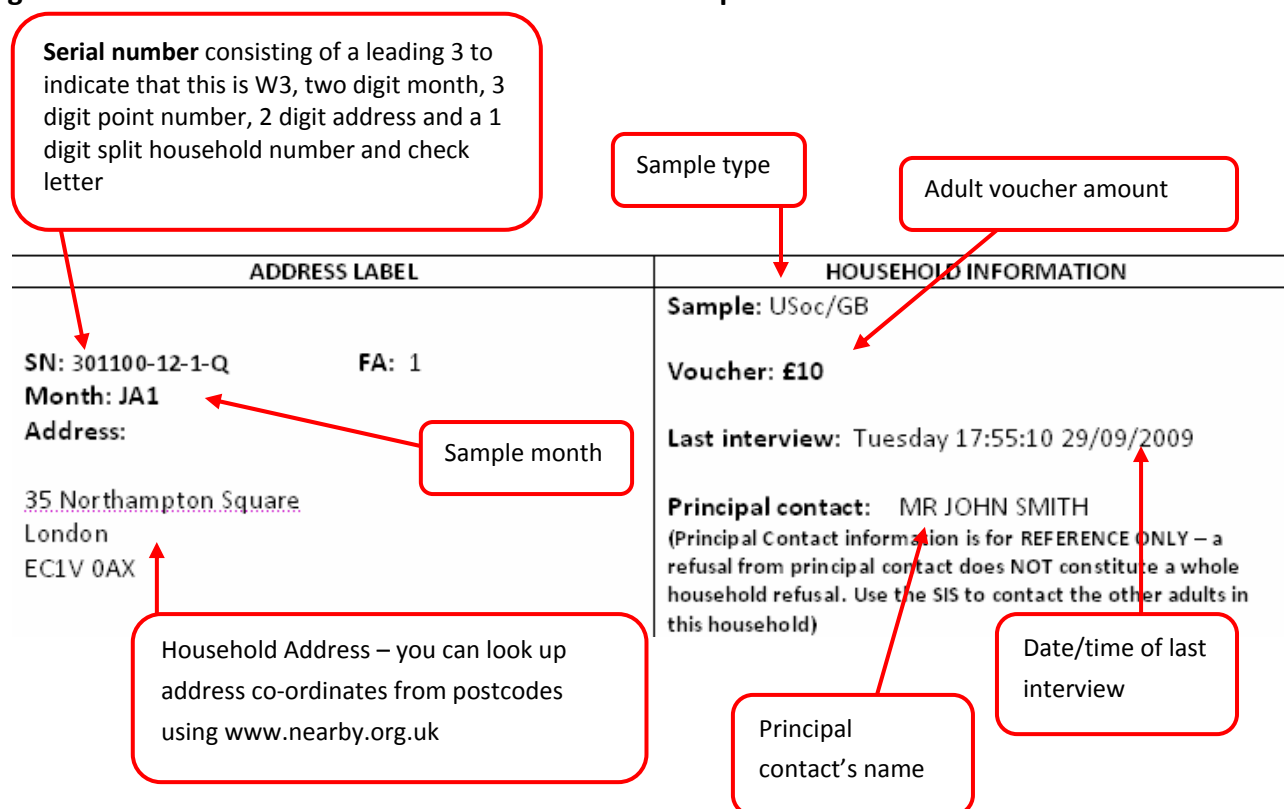 Serial number consisting of a leading 3 to
indicate that this is W3, two digit month, 3
digit point number, 2 digit address and a 1
digit split household number and check
letter
Sample type
Adult voucher amount
ADDRESS LABEL
HOUSEHOLD INFORMATION
SN: 301100-12-1-Q FA: 1
Month: JA1
Address:
35 Northampton Square
London
EC1V 0AX
Sample month
Household Address – you can look up
address co-ordinates from postcodes
using www.nearby.org.uk
Sample: USoc/GB
Voucher: £10
Last interview: Tuesday 17:55:10 29/09/2009
Principal contact: MR JOHN SMITH
(Principal Contact information is for REFERENCE ONLY – a
refusal from principal contact does NOT constitute a whole
household refusal. Use the SIS to contact the other adults in
this household)
Date/time of last
interview
Principal
contact's name